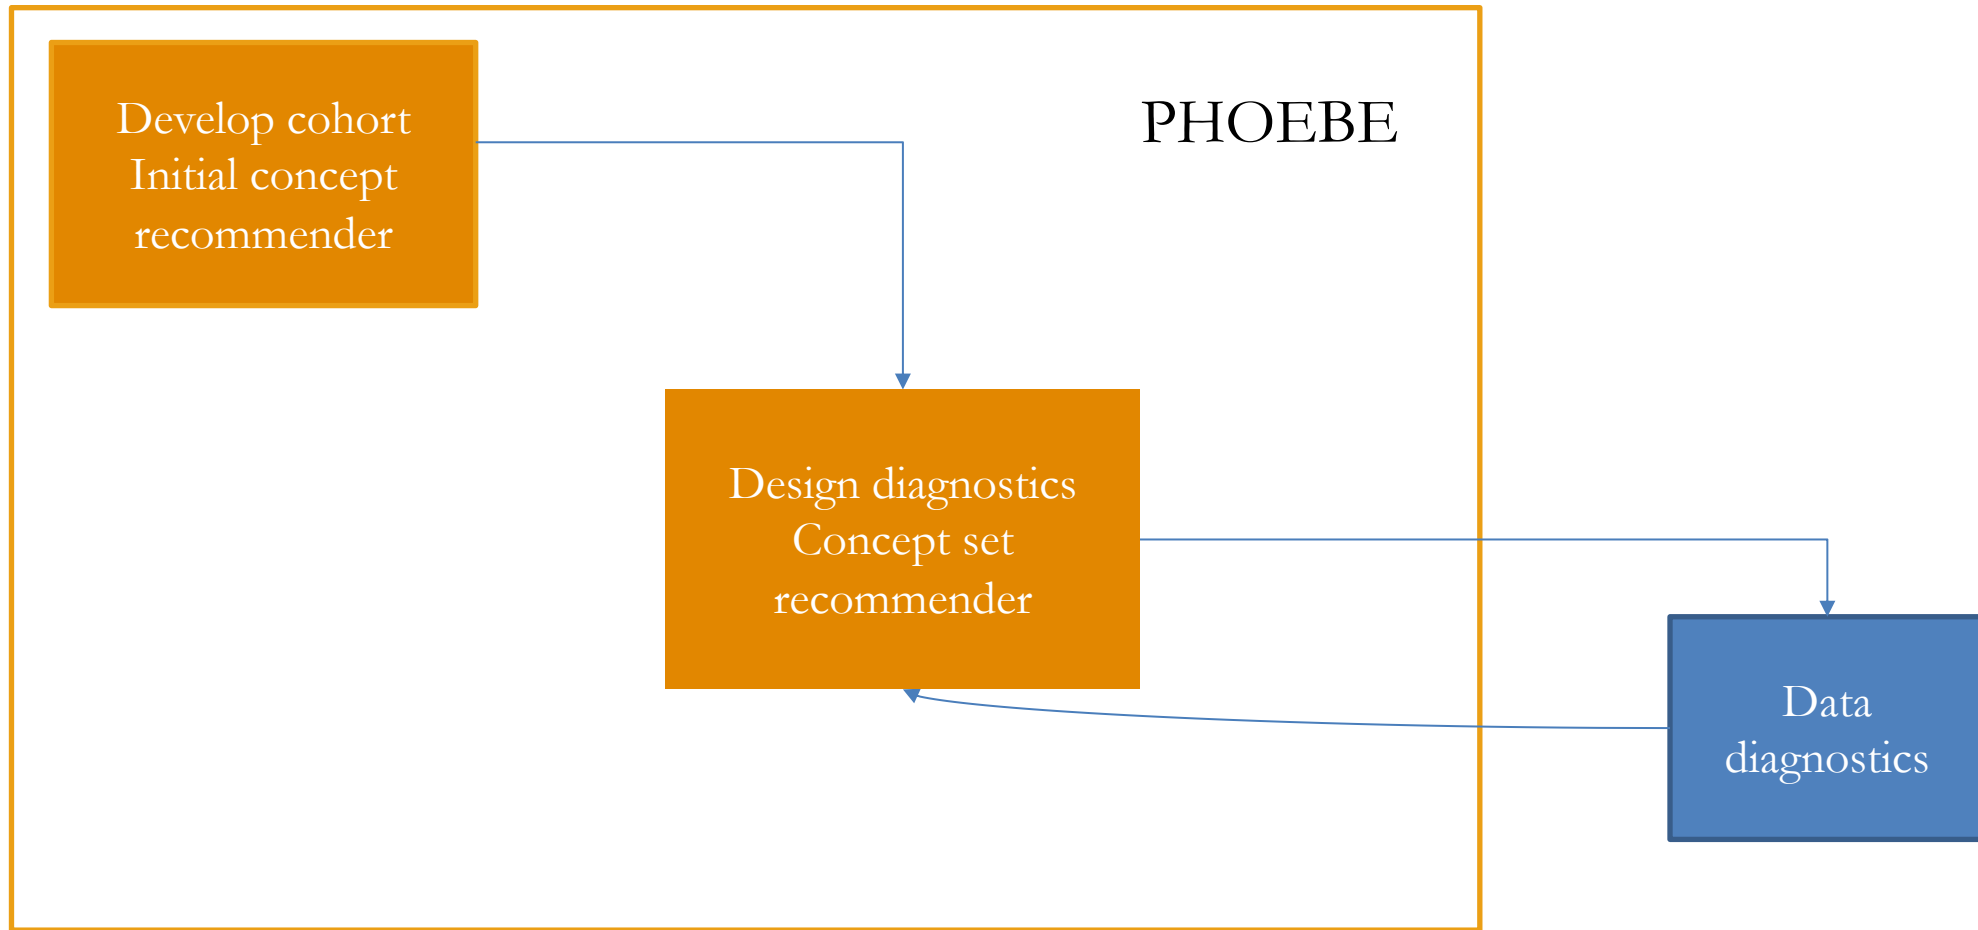 Develop cohort
Initial concept
recommender
PHOEBE
Design diagnostics
Concept set
recommender
Data
diagnostics